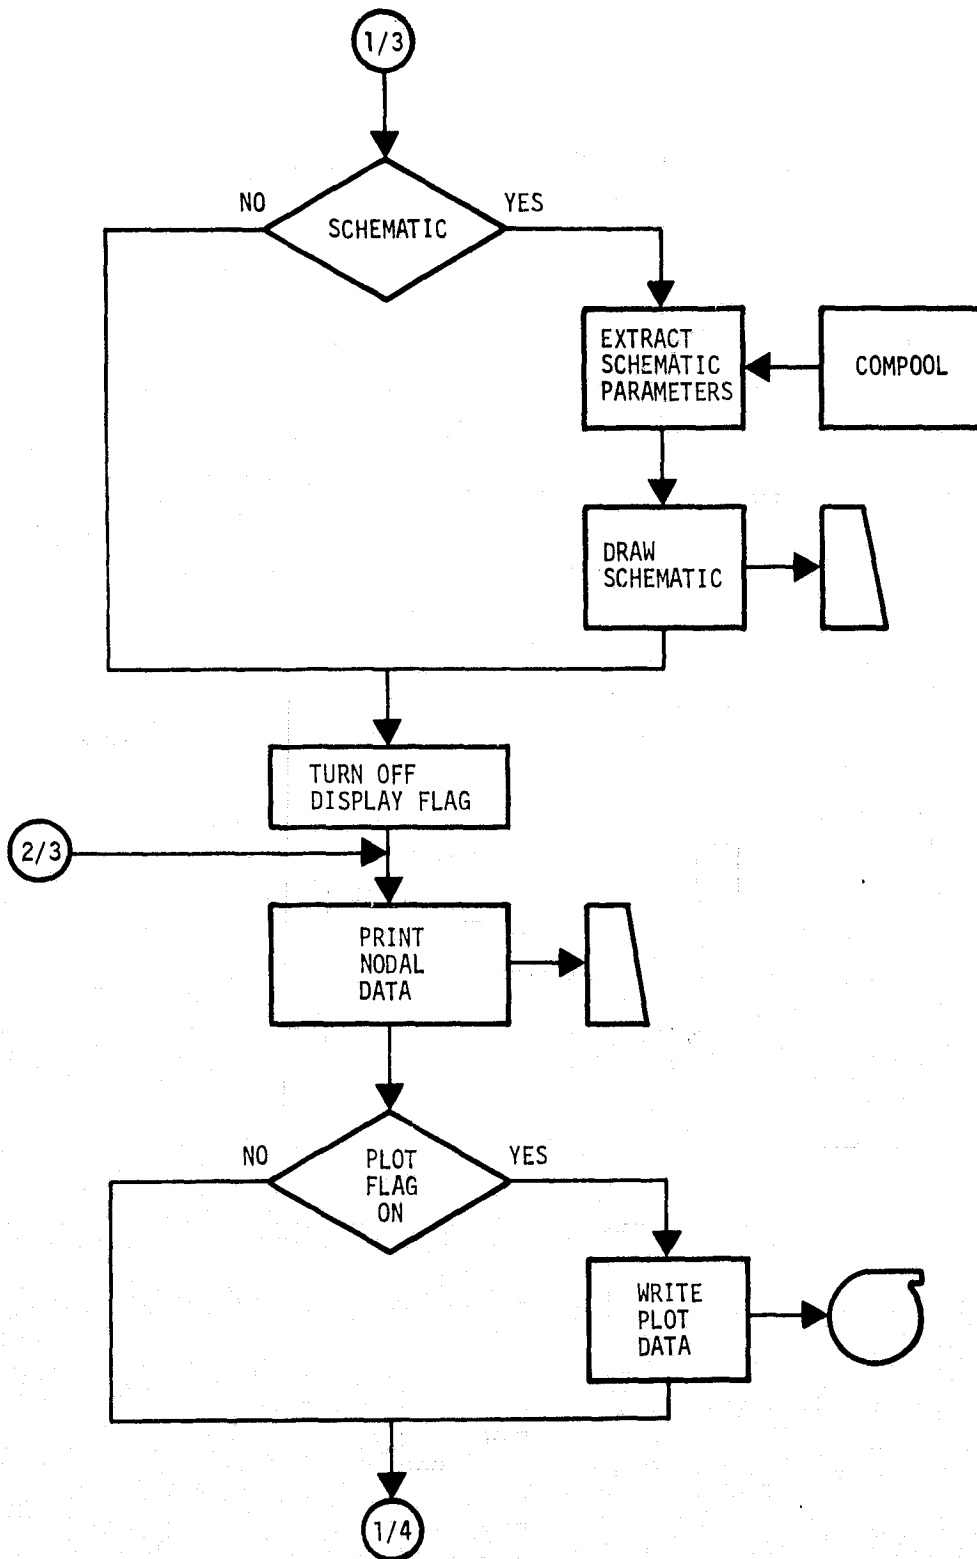 1/3
NO
YES
SCHEMATIC
EXTRACT
SCHEMATIC
PARAMETERS
COMPOOL
DRAW
SCHEMATIC
TURN OFF
DISPLAY FLAG
2/3
PRINT
NODAL
DATA
NO
YES
PLOT
FLAG
ON
WRITE
PLOT
DATA
1/4